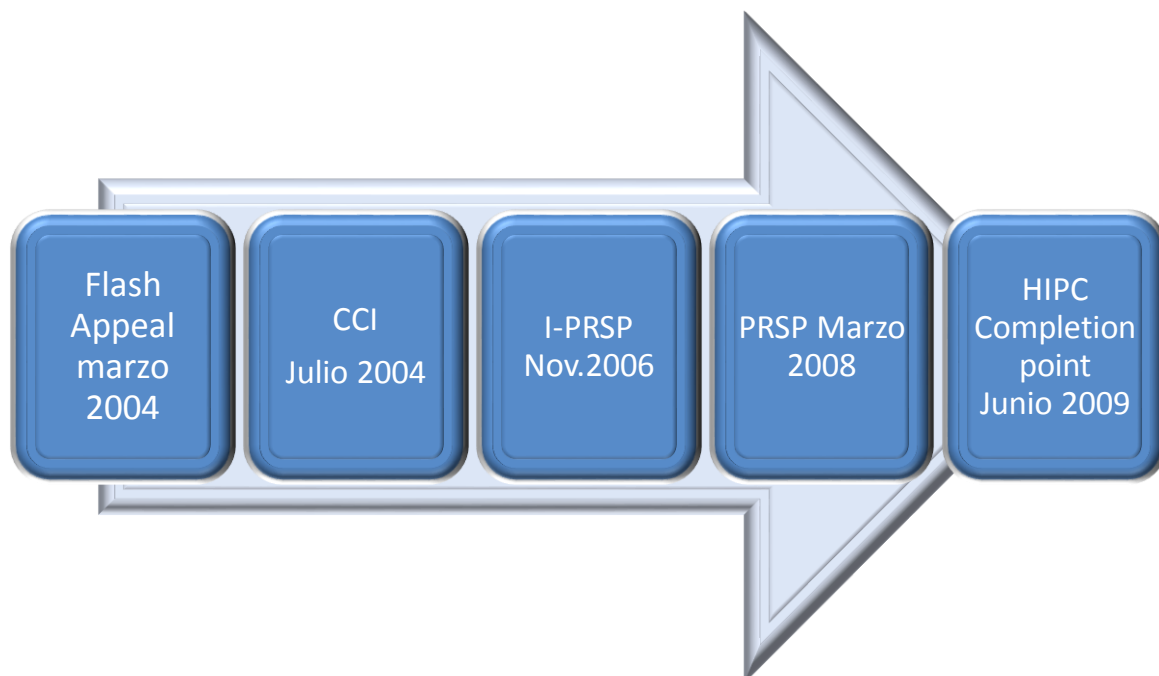 Flash
Appeal
marzo
2004
CCI
Julio 2004
I-PRSP
Nov.2006
PRSP Marzo
2008
HIPC
Completion
point
Junio 2009